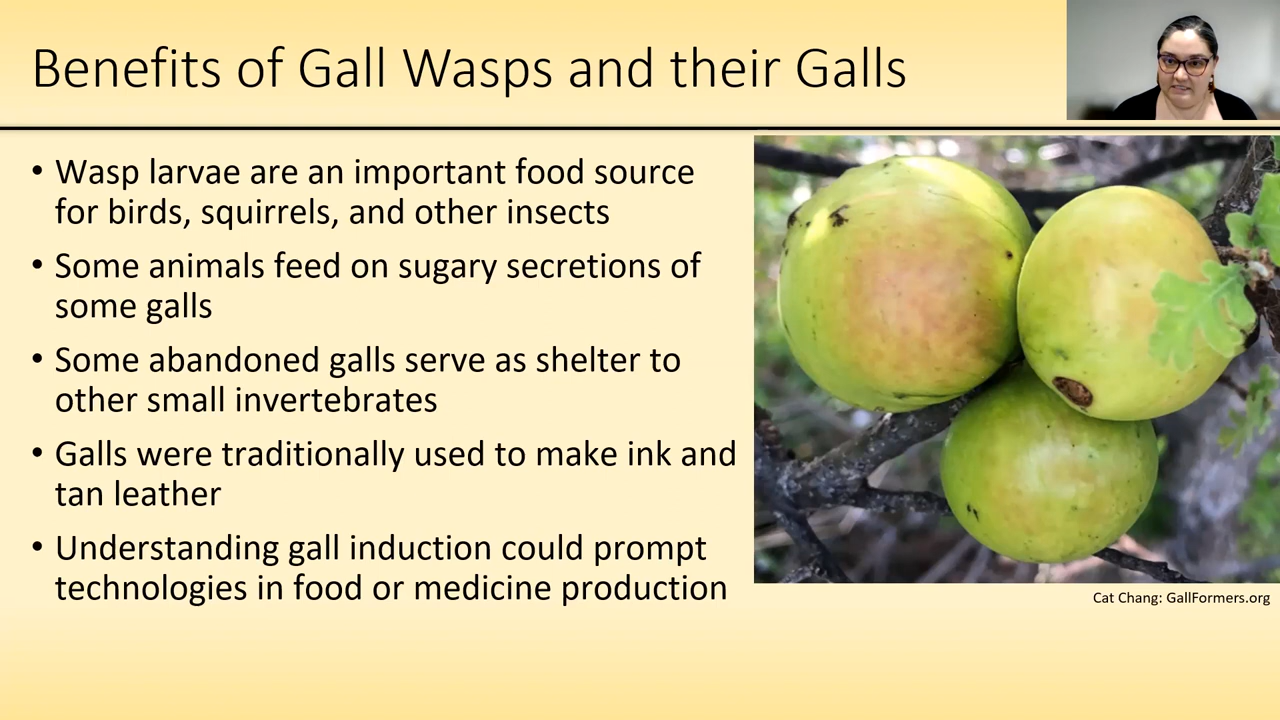 Benefits of Gall Wasps and their Galls
• Wasp larvae are an important food source
for birds, squirrels, and other insects
• Some animals feed on sugary secretions of
some galls
• Some abandoned galls serve as shelter to
other small invertebrates
• Galls were traditionally used to make ink and
tan leather
• Understanding gall induction could prompt
technologies in food or medicine production
Cat Chang: GallFormers.org